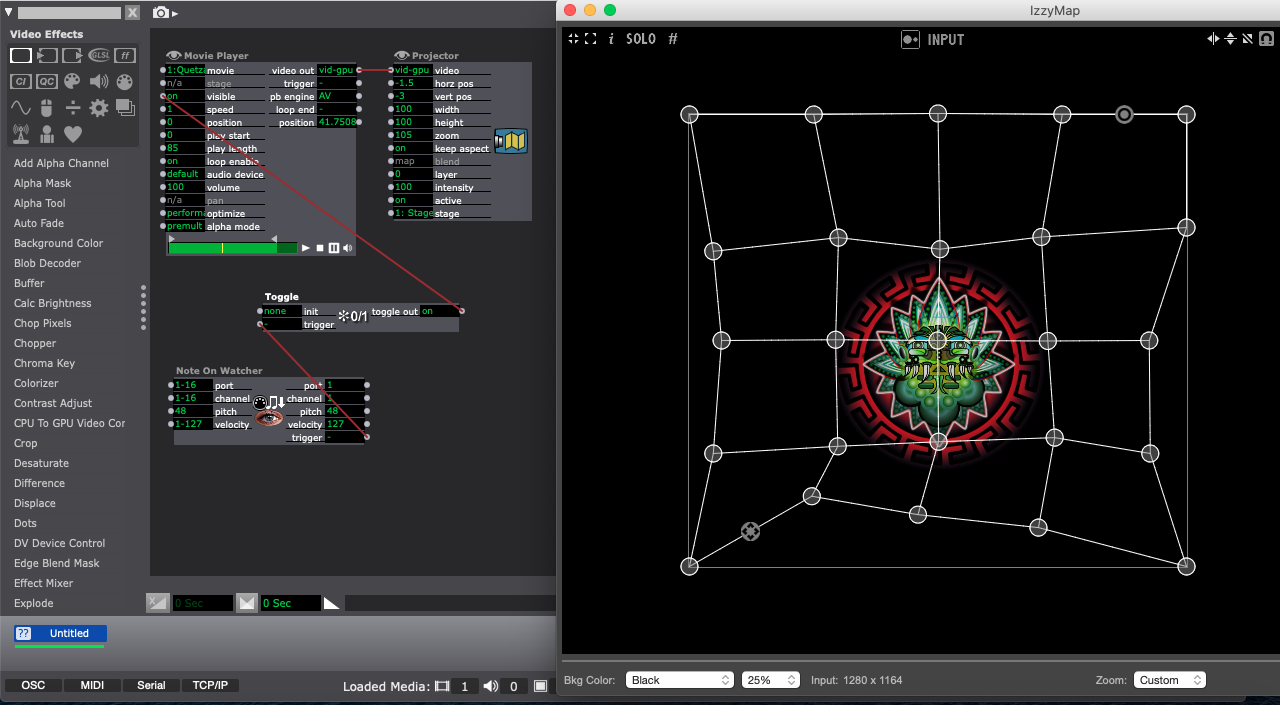 IzzyMap
Video Effects
GLSL
ff
CI
QC
Add Alpha Channel
Alpha Mask
Alpha Tool
Auto Fade
Background Color
Blob Decoder
Buffer
Calc Brightness
Chop Pixels
Chopper
Chroma Key
Colorizer
Contrast Adjust
CPU To GPU Video Cor
Crop
Desaturate
Difference
Displace
Dots
DV Device Control
Edge Blend Mask
Effect Mixer
Explode
Movie Player
1:Quetza movie video out vid-gpu
n/a stage trigger -
on visible pb engine AV
1 speed loop end -
0 position position 41.7508
0 play start
85 play length
on loop enable
default audio device
100 volume
n/a pan
performa optimize
premult alpha mode
Projector
vid-gpu video
-1.5 horz pos
-3 vert pos
100 width
100 height
105 zoom
on keep aspect
map blend
0 layer
100 intensity
on active
1: Stage stage
Toggle
none init 0/1 toggle out on
- trigger
Note On Watcher
1-16 port port 1
1-16 channel channel 1
48 pitch pitch 48
1-127 velocity velocity 127
trigger -
0 Sec 0 Sec
?? Untitled
OSC MIDI Serial TCP/IP Loaded Media: 1 0
i SOLO # INPUT
Bkg Color: Black 25% Input: 1280 x 1164 Zoom: Custom